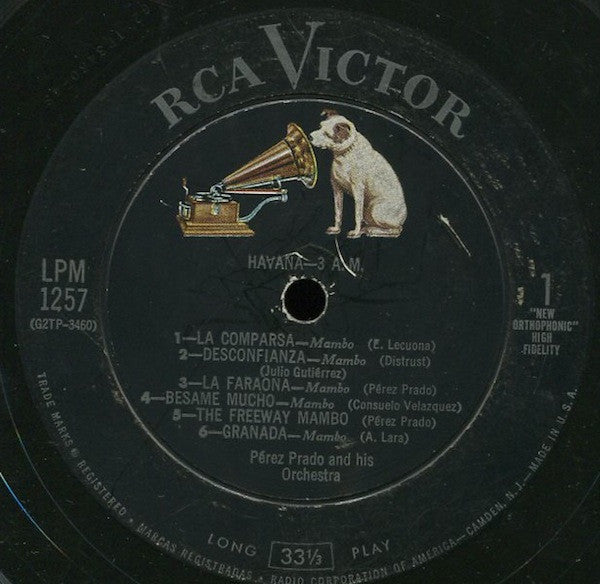 RCA VICTOR
HAVANA—3 A.M.
LPM
1257
(G2TP-3460)
1
"NEW
ORTHOPHONIC"
HIGH
FIDELITY
1—LA COMPARSA—Mambo (E. Lecuona)
2—DESCONFIANZA—Mambo (Distrust)
(Julio Gutiérrez)
3—LA FARAONA—Mambo (Pérez Prado)
4—BESAME MUCHO—Mambo (Consuelo Velazquez)
5—THE FREEWAY MAMBO (Pérez Prado)
6—GRANADA—Mambo (A. Lara)
Pérez Prado and his
Orchestra
LONG 33⅓ PLAY
TRADE MARKS ® REGISTERED • MARCAS REGISTRADAS • RADIO CORPORATION OF AMERICA—CAMDEN, N.J.—MADE IN U.S.A.